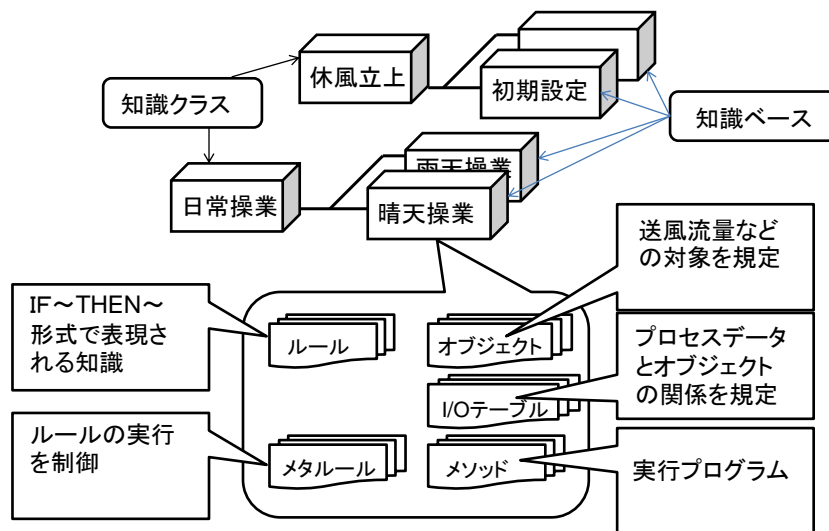 休風立上
初期設定
知識クラス
知識ベース
雨天操業
日常操業
晴天操業
送風流量など
の対象を規定
IF～THEN～
形式で表現さ
れる知識
ルール
オブジェクト
プロセスデータ
とオブジェクト
の関係を規定
I/Oテーブル
ルールの実行
を制御
メタルール
メソッド
実行プログラム